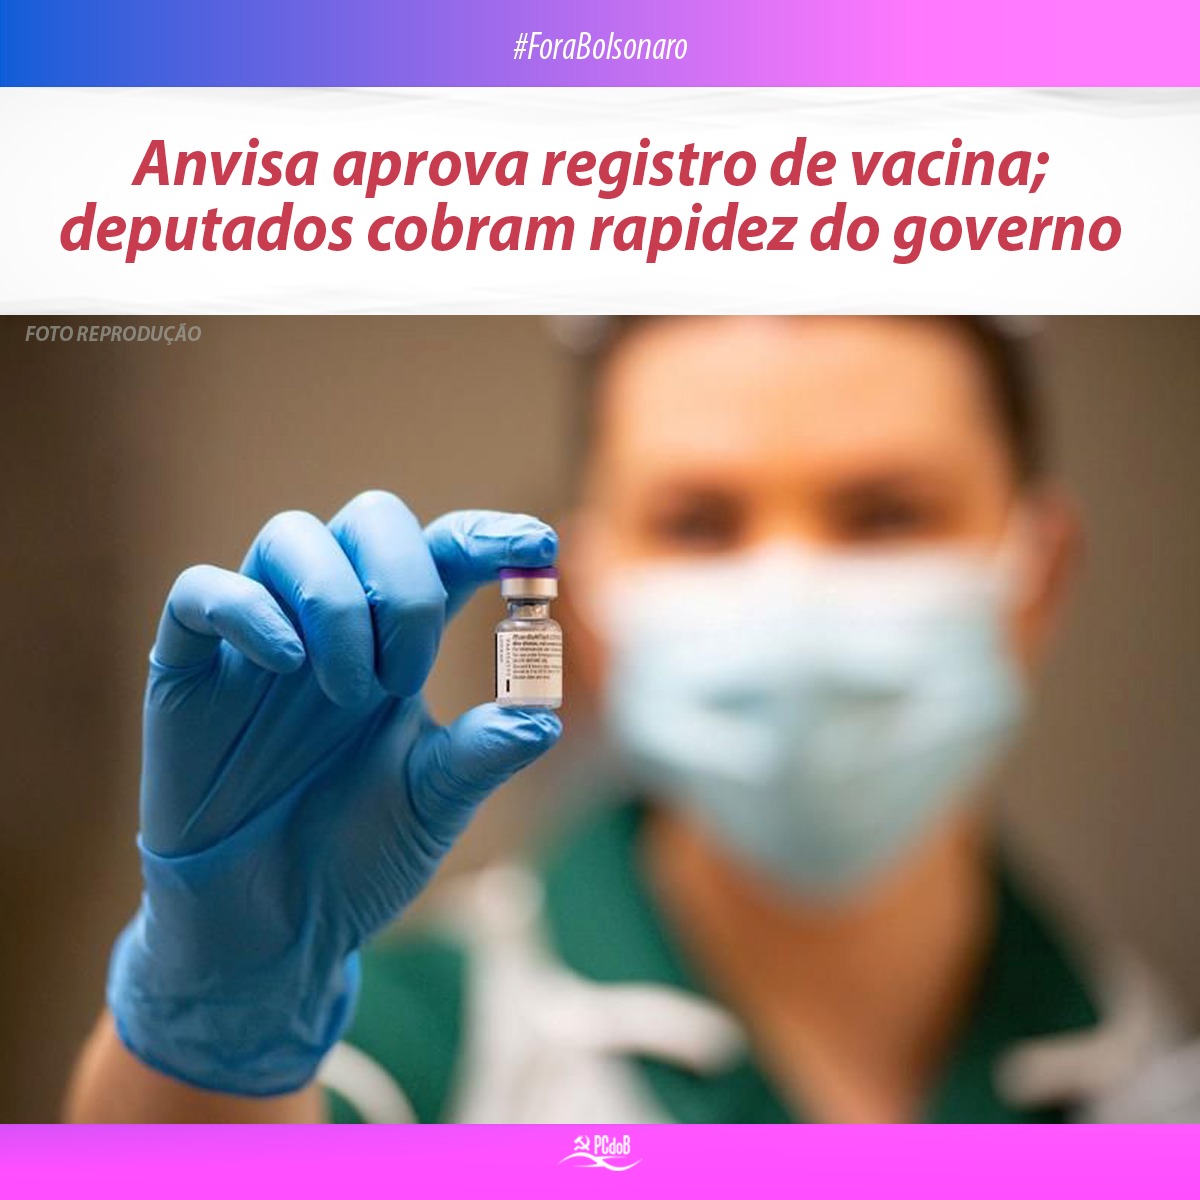 #ForaBolsonaro
Anvisa aprova registro de vacina;
deputados cobram rapidez do governo
FOTO REPRODUÇÃO
PCdoB